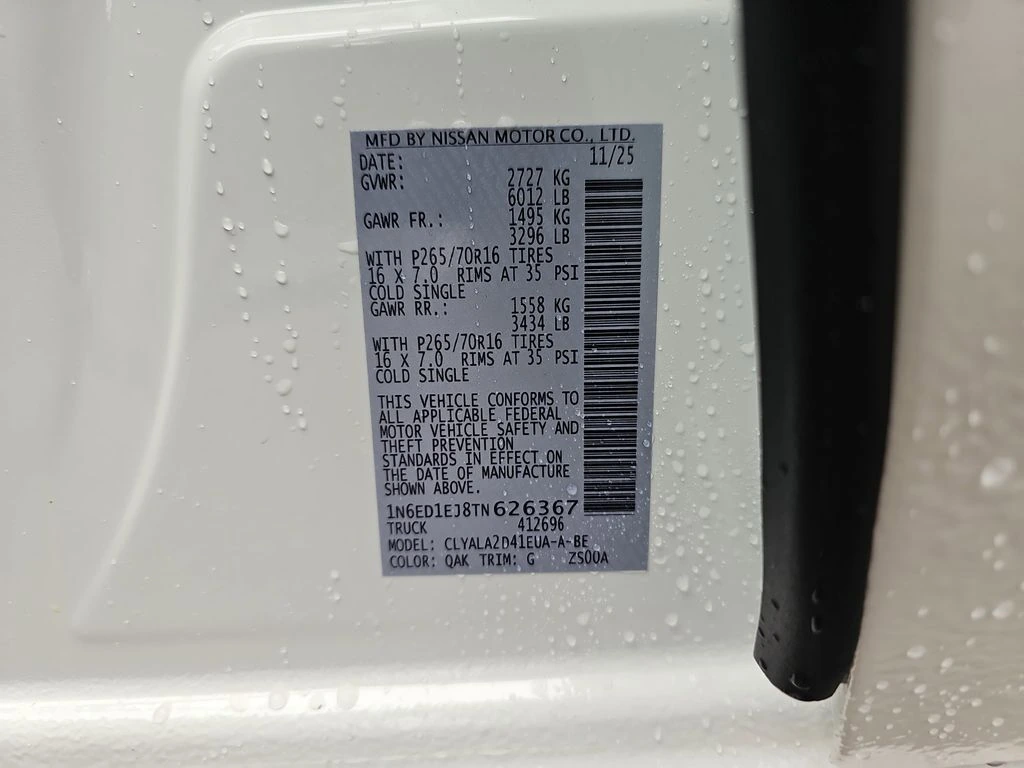 MFD BY NISSAN MOTOR CO., LTD.
DATE: 11/25
GVWR: 2727 KG
6012 LB
GAWR FR.: 1495 KG
3296 LB
WITH P265/70R16 TIRES
16 X 7.0 RIMS AT 35 PSI
COLD SINGLE
GAWR RR.: 1558 KG
3434 LB
WITH P265/70R16 TIRES
16 X 7.0 RIMS AT 35 PSI
COLD SINGLE
THIS VEHICLE CONFORMS TO
ALL APPLICABLE FEDERAL
MOTOR VEHICLE SAFETY AND
THEFT PREVENTION
STANDARDS IN EFFECT ON
THE DATE OF MANUFACTURE
SHOWN ABOVE.
1N6ED1EJ8TN626367
TRUCK 412696
MODEL: CLYALA2D41EUA-A-BE
COLOR: QAK TRIM: G ZS00A